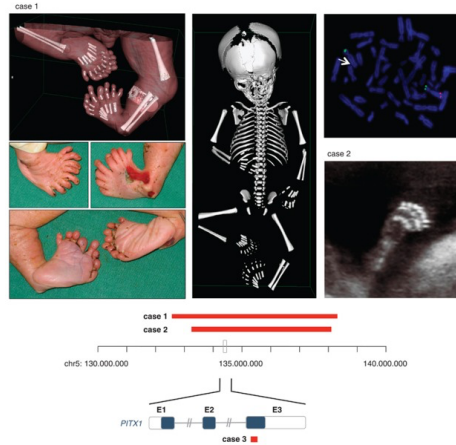 case 1
case 2
case 1
case 2
chr5: 130.000.000 135.000.000 140.000.000
E1 E2 E3
PITX1
case 3